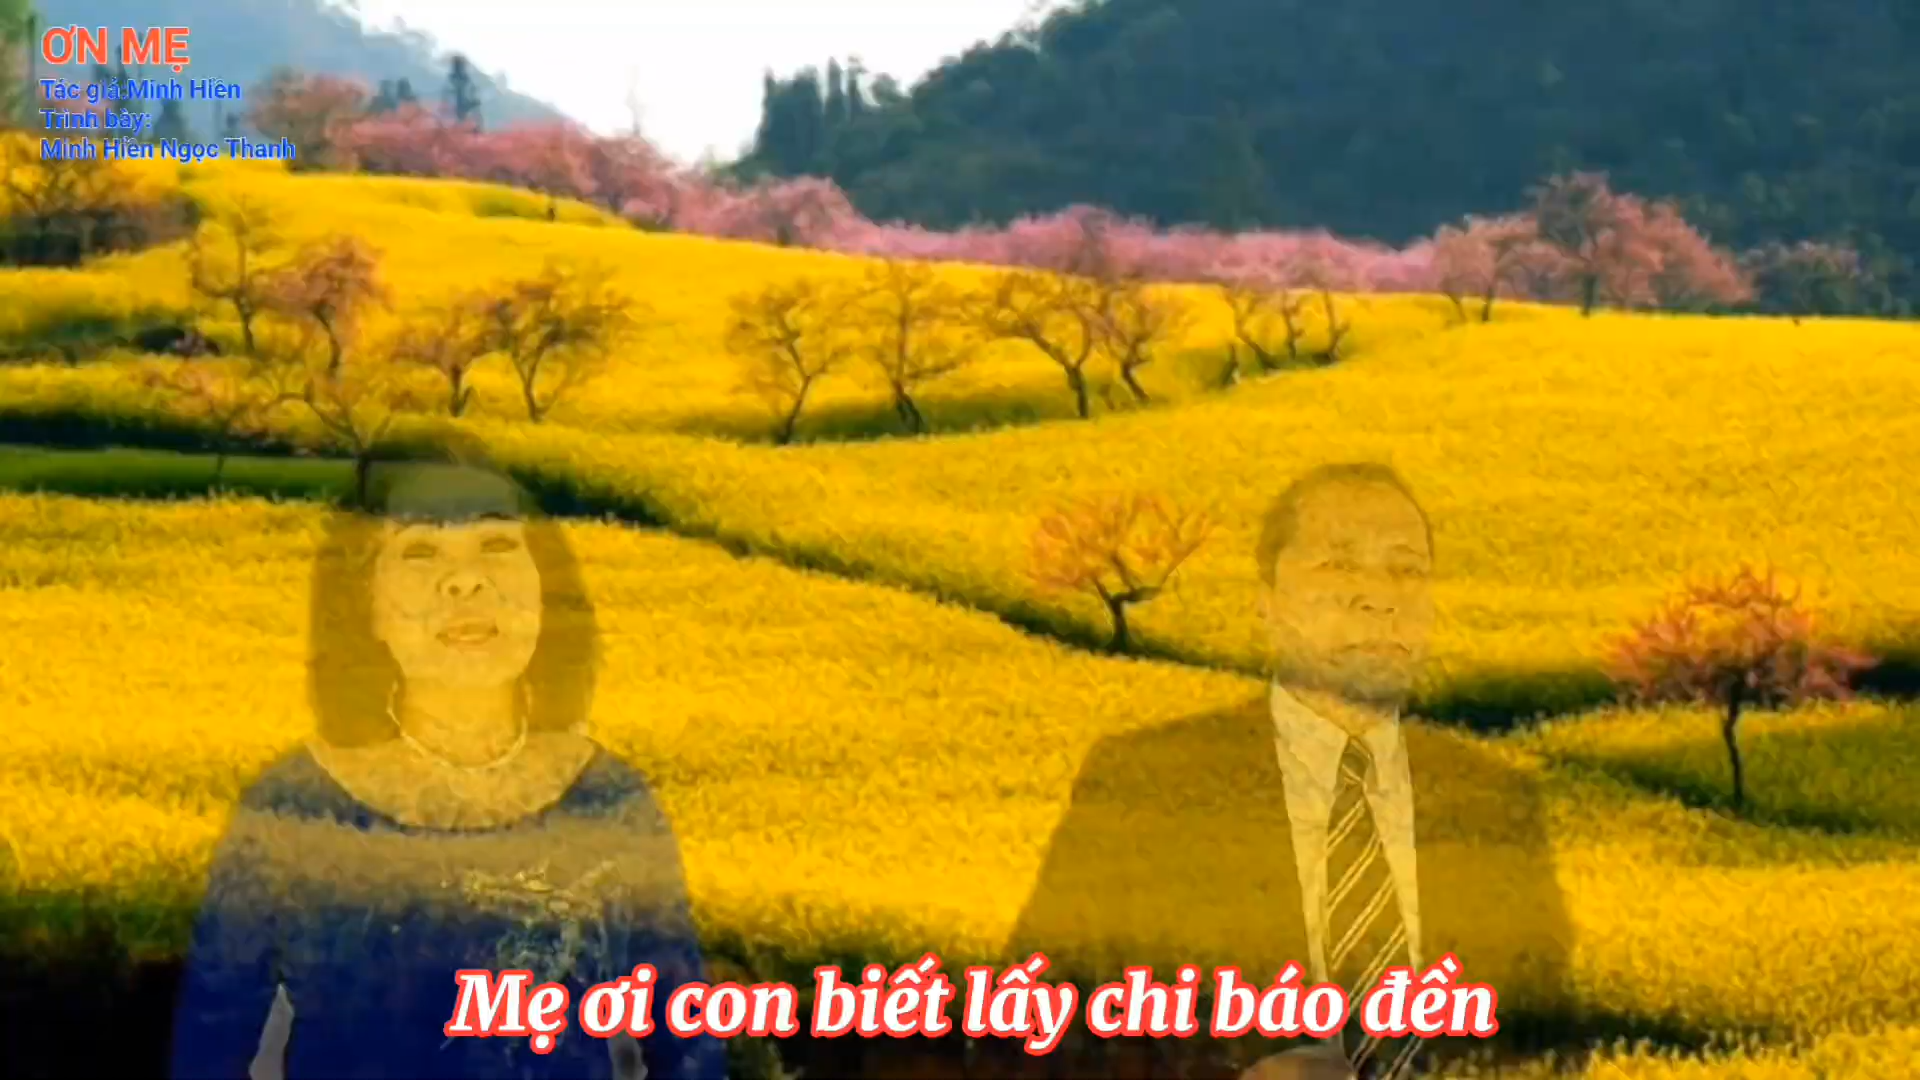 ƠN MẸ
Tác giả:Minh Hiền
Trình bày:
Minh Hiền Ngọc Thanh
Mẹ ơi con biết lấy chi báo đền